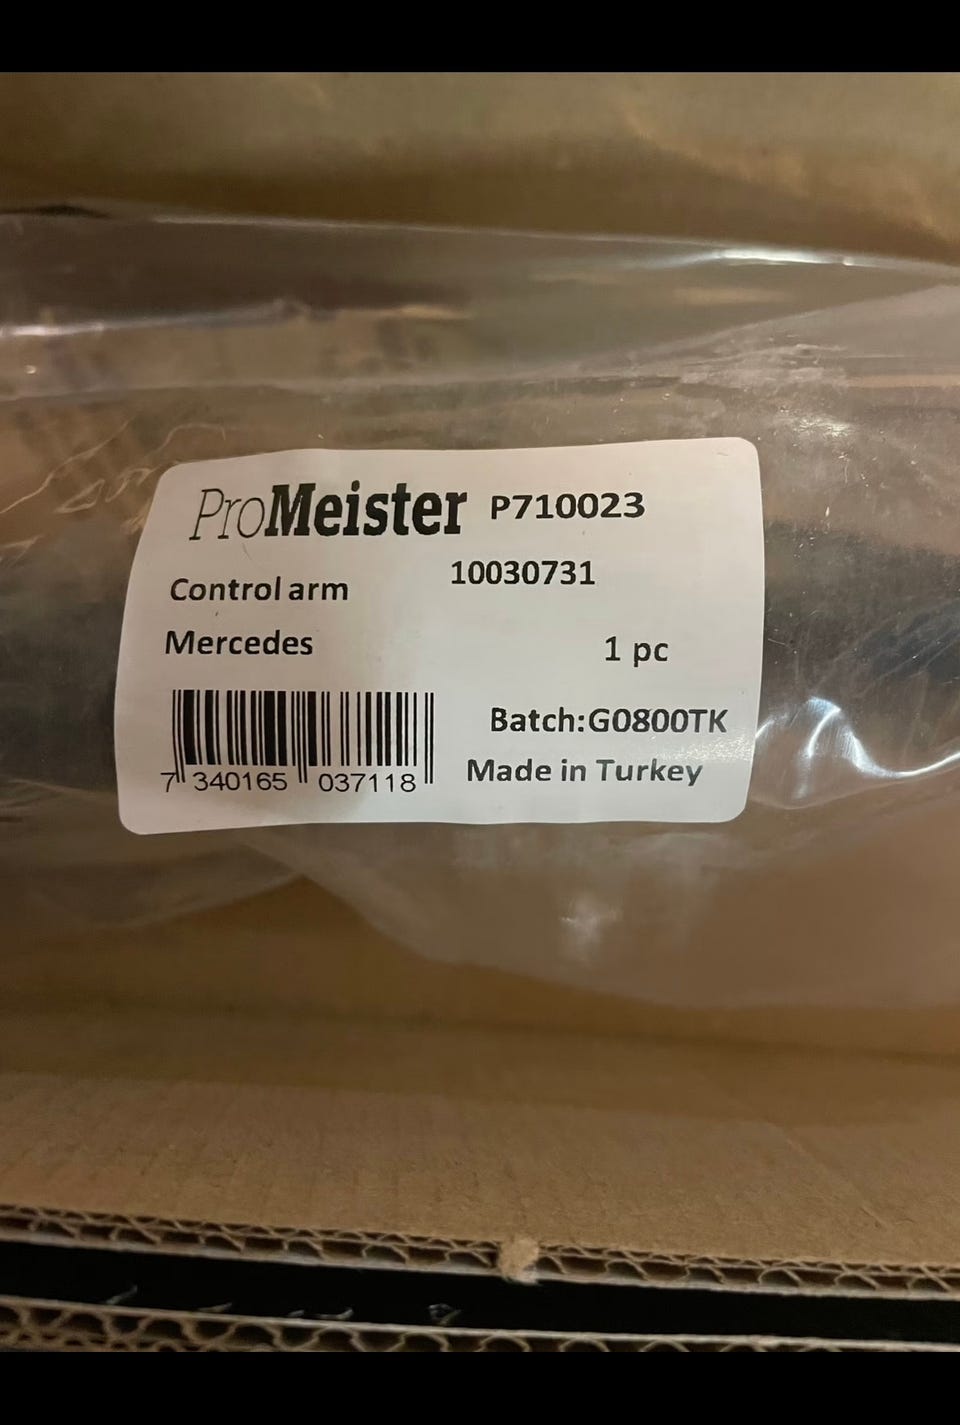 ProMeister P710023
Control arm 10030731
Mercedes 1 pc
Batch:G0800TK
7 340165 037118 Made in Turkey